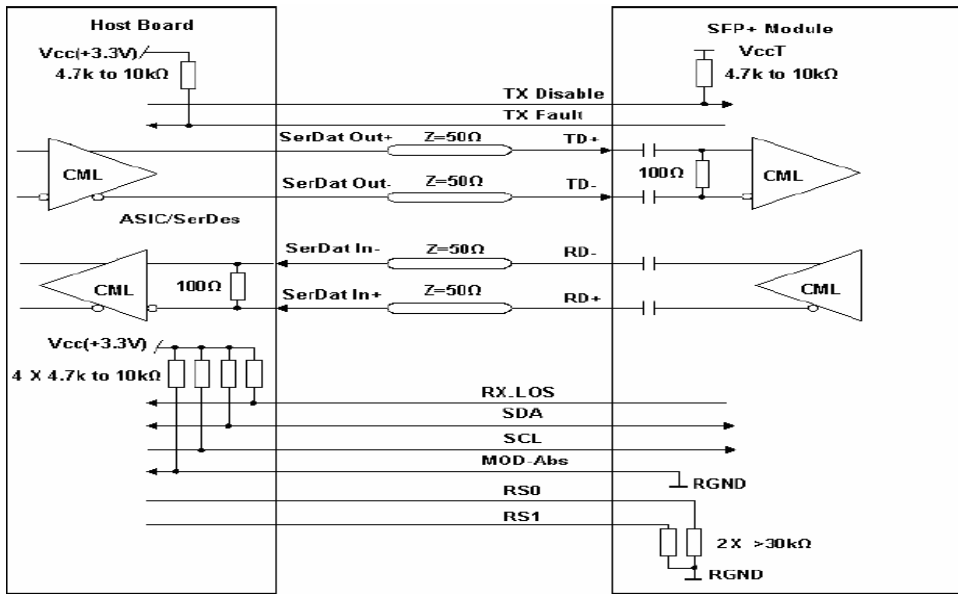 Host Board
SFP+ Module
Vcc(+3.3V)
4.7k to 10kΩ
VccT
4.7k to 10kΩ
TX Disable
TX Fault
SerDat Out+
Z=50Ω
TD+
CML
100Ω
CML
SerDat Out-
Z=50Ω
TD-
ASIC/SerDes
SerDat In-
Z=50Ω
RD-
CML
100Ω
CML
SerDat In+
Z=50Ω
RD+
Vcc(+3.3V)
4 X 4.7k to 10kΩ
RX-LOS
SDA
SCL
MOD-Abs
RGND
RS0
RS1
2X >30kΩ
RGND